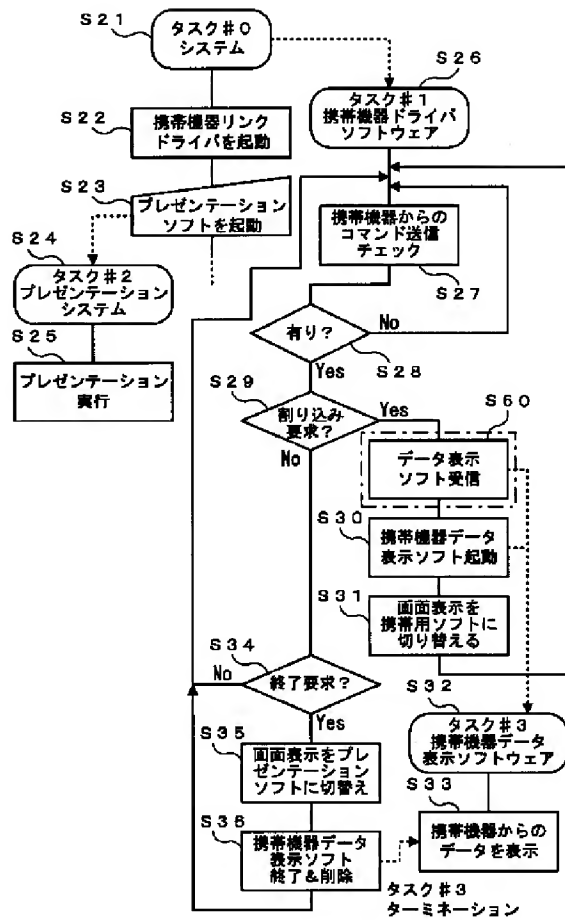 S21
タスク#0
システム
S26
タスク#1
携帯機器ドライバ
ソフトウェア
S22
携帯機器リンク
ドライバを起動
S23
プレゼンテーション
ソフトを起動
S24
タスク#2
プレゼンテーション
システム
S25
プレゼンテーション
実行
携帯機器からの
コマンド送信
チェック
S27
有り?
No
S28
Yes
S29
割り込み
要求?
Yes
No
S60
データ表示
ソフト受信
S30
携帯機器データ
表示ソフト起動
S31
画面表示を
携帯用ソフトに
切り替える
S34
No
終了要求?
Yes
S32
タスク#3
携帯機器データ
表示ソフトウェア
S35
画面表示をプレ
ゼンテーション
ソフトに切替え
S33
携帯機器からの
データを表示
S36
携帯機器データ
表示ソフト
終了&削除
タスク#3
ターミネーション